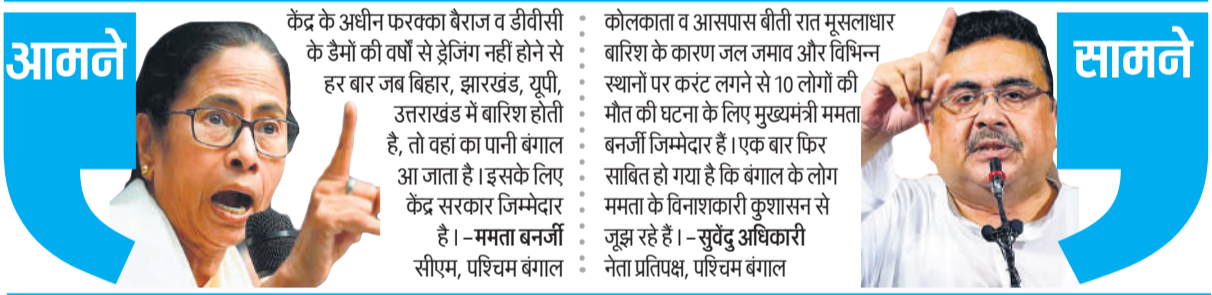 आमने
केंद्र के अधीन फरक्का बैराज व डीवीसी
के डैमों की वर्षों से ड्रेजिंग नहीं होने से
हर बार जब बिहार, झारखंड, यूपी,
उत्तराखंड में बारिश होती
है, तो वहां का पानी बंगाल
आ जाता है। इसके लिए
केंद्र सरकार जिम्मेदार
है। –ममता बनर्जी
सीएम, पश्चिम बंगाल
कोलकाता व आसपास बीती रात मूसलाधार
बारिश के कारण जल जमाव और विभिन्न
स्थानों पर करंट लगने से 10 लोगों की
मौत की घटना के लिए मुख्यमंत्री ममता
बनर्जी जिम्मेदार हैं। एक बार फिर
साबित हो गया है कि बंगाल के लोग
ममता के विनाशकारी कुशासन से
जूझ रहे हैं। –सुवेंदु अधिकारी
नेता प्रतिपक्ष, पश्चिम बंगाल
सामने